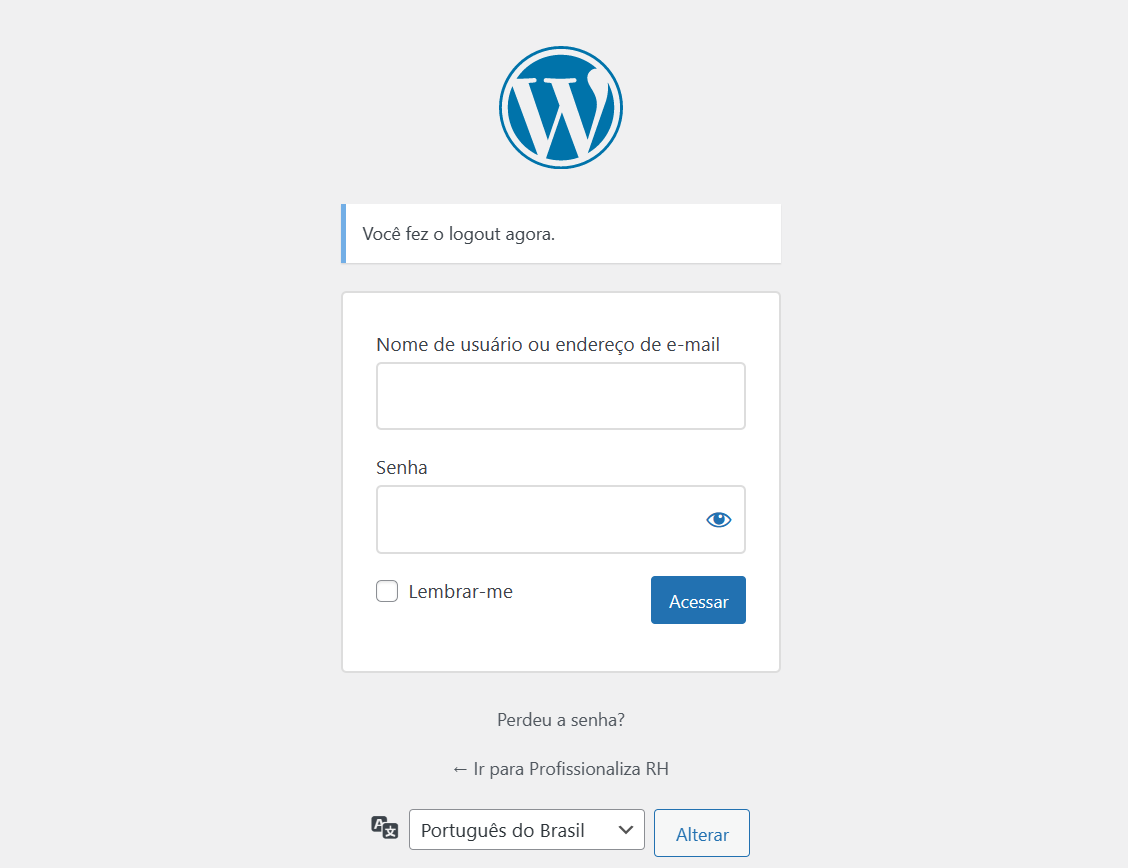 Você fez o logout agora.
Nome de usuário ou endereço de e-mail
Senha
Lembrar-me
Acessar
Perdeu a senha?
← Ir para Profissionaliza RH
Português do Brasil
Alterar